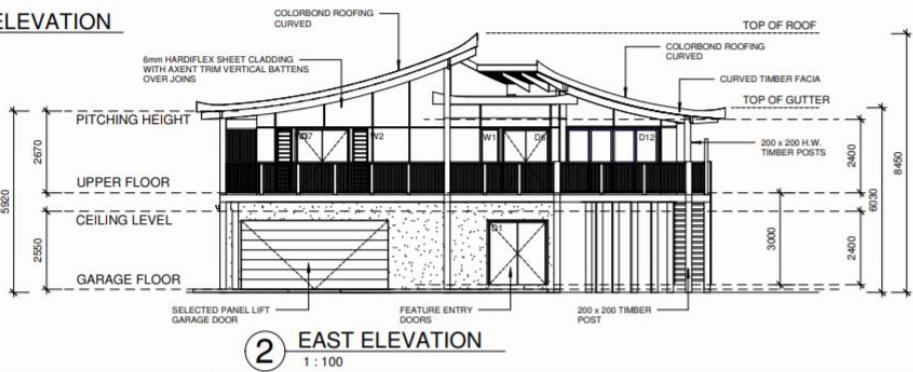 ELEVATION
COLORBOND ROOFING
CURVED
TOP OF ROOF
6mm HARDIFLEX SHEET CLADDING
WITH AXENT TRIM VERTICAL BATTENS
OVER JOINS
COLORBOND ROOFING
CURVED
CURVED TIMBER FACIA
TOP OF GUTTER
PITCHING HEIGHT
W2
W1
D6
D12
200 x 200 H.W.
TIMBER POSTS
2670
2400
8450
UPPER FLOOR
5920
6030
CEILING LEVEL
D1
2550
3000
2400
GARAGE FLOOR
SELECTED PANEL LIFT
GARAGE DOOR
FEATURE ENTRY
DOORS
200 x 200 TIMBER
POST
2 EAST ELEVATION
1 : 100